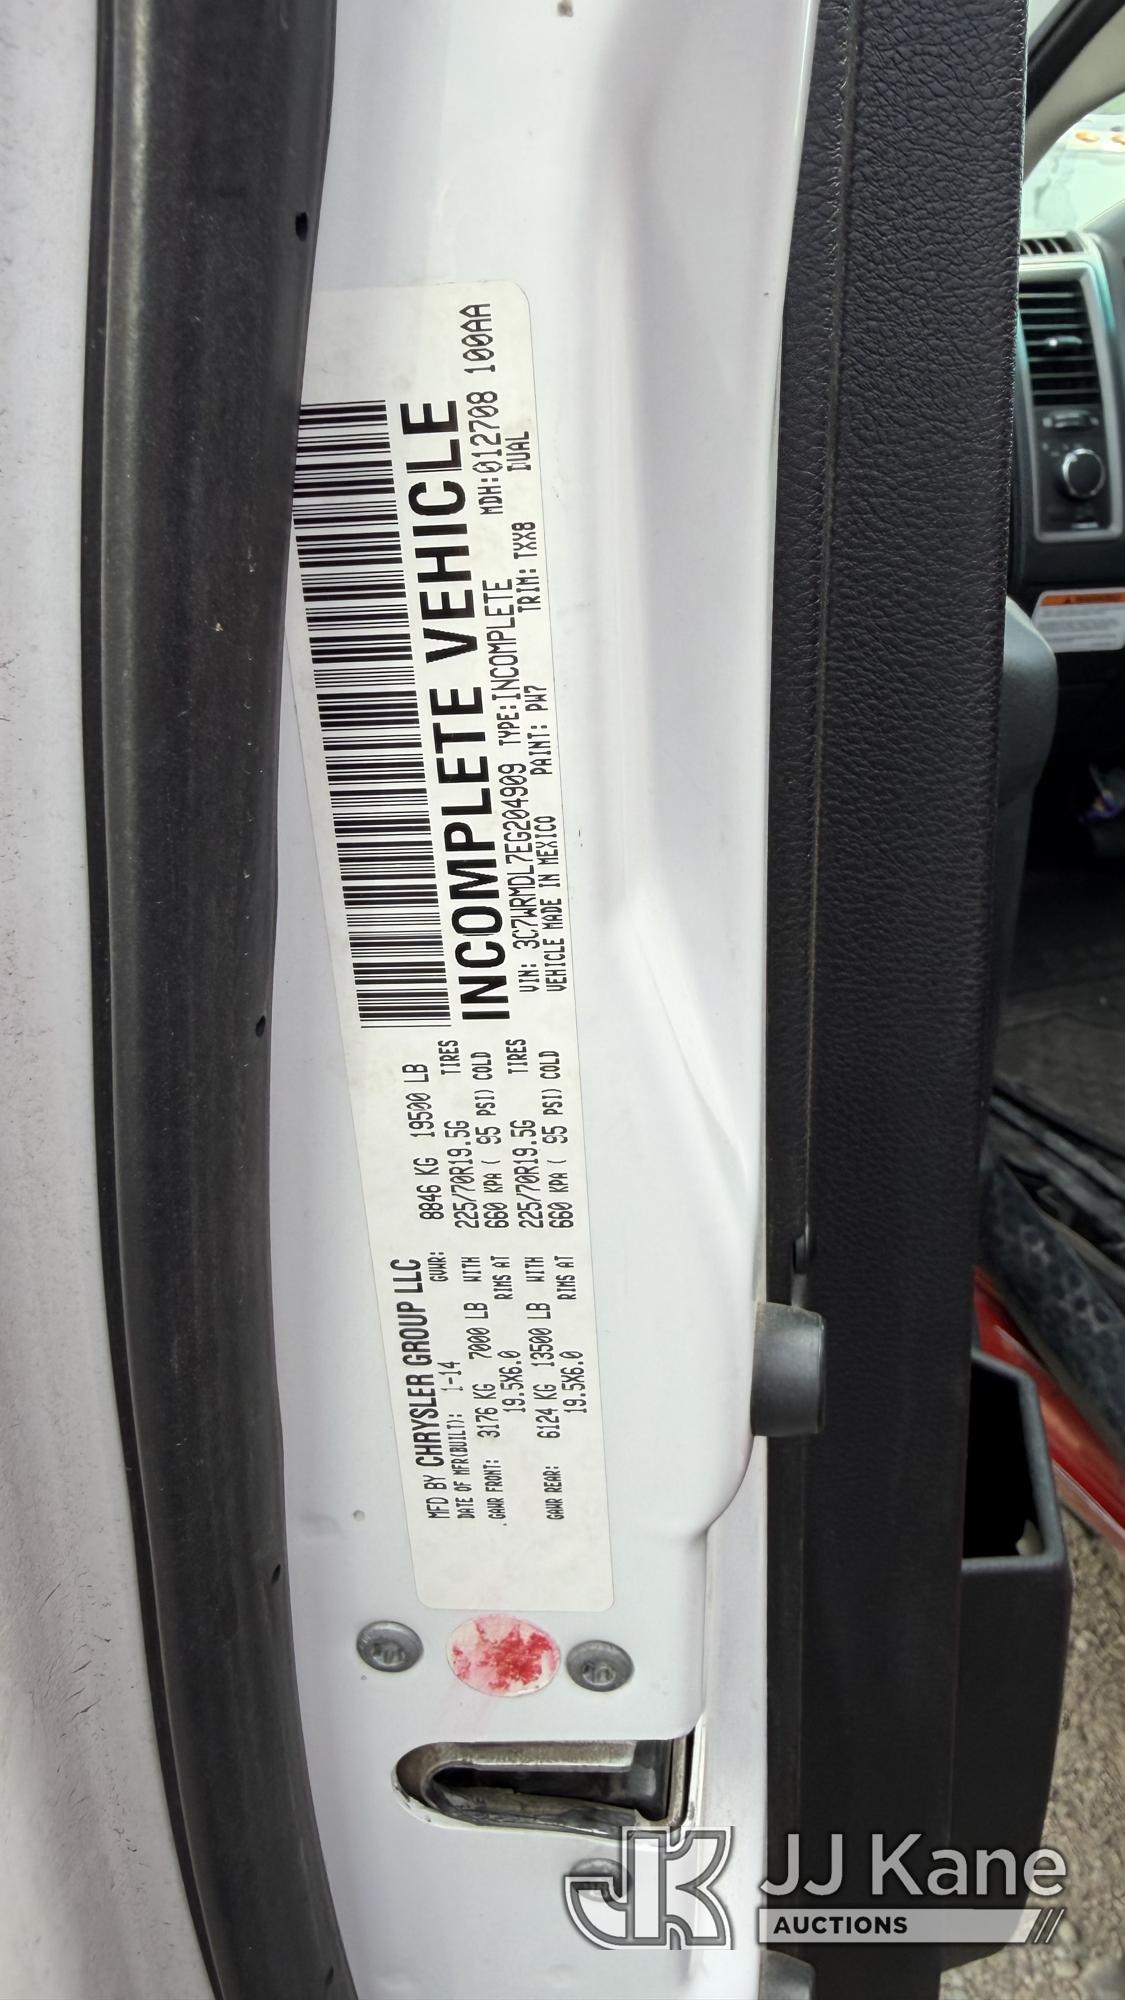 MFD BY CHRYSLER GROUP LLC
DATE OF MFR(BUILT): 1-14 GVWR: 8846 KG 19500 LB
GAWR FRONT: 3176 KG 7000 LB WITH 225/70R19.5G TIRES
19.5X6.0 RIMS AT 660 KPA ( 95 PSI) COLD
GAWR REAR: 6124 KG 13500 LB WITH 225/70R19.5G TIRES
19.5X6.0 RIMS AT 660 KPA ( 95 PSI) COLD
INCOMPLETE VEHICLE
VIN: 3C7WRMDL7EG204909 TYPE: INCOMPLETE MDH:012708 100AA
VEHICLE MADE IN MEXICO PAINT: PW7 TRIM: TXX8 DUAL
JK JJ Kane
AUCTIONS